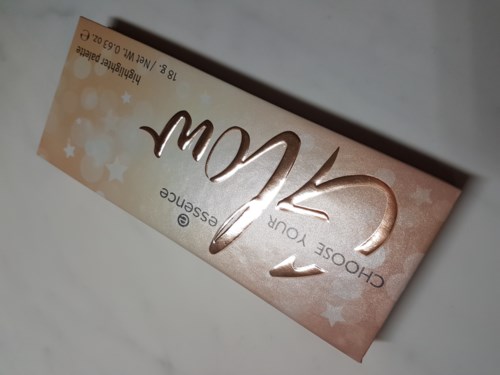 CHOOSE YOUR
Glow
essence
highlighter palette
18 g. / Net Wt. 0.63 oz. e